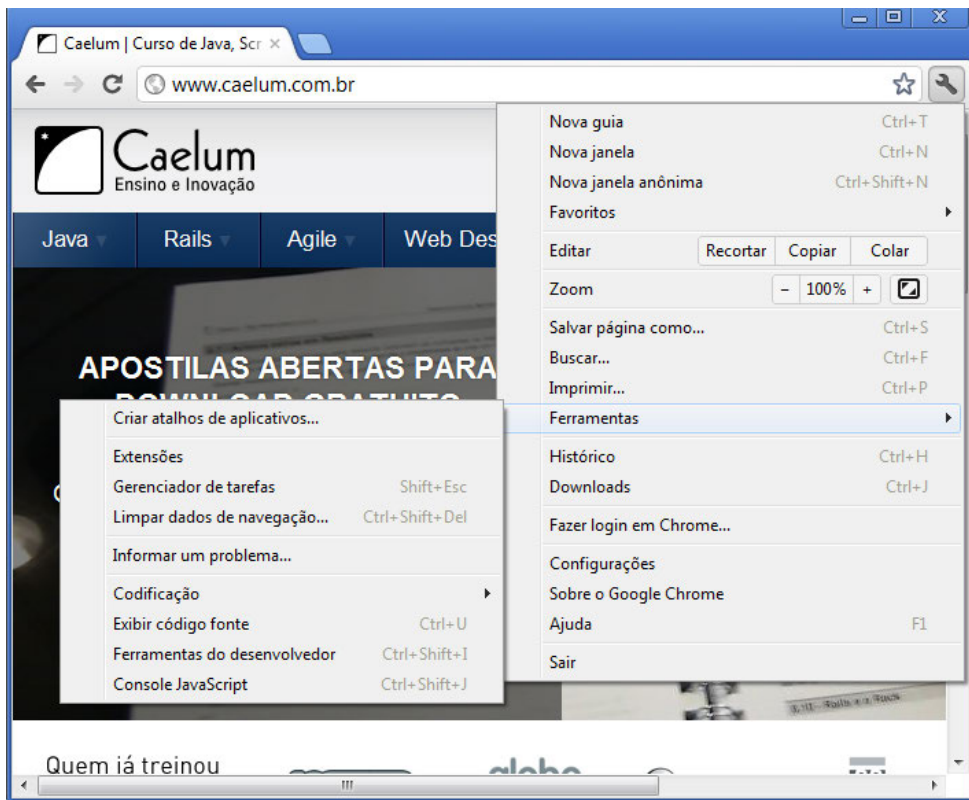 Caelum | Curso de Java, Scr
www.caelum.com.br
Caelum
Ensino e Inovação
Java
Rails
Agile
Web Des
APOSTILAS ABERTAS PARA
Nova guia Ctrl+T
Nova janela Ctrl+N
Nova janela anônima Ctrl+Shift+N
Favoritos
Editar Recortar Copiar Colar
Zoom - 100% +
Salvar página como... Ctrl+S
Buscar... Ctrl+F
Imprimir... Ctrl+P
Ferramentas
Histórico Ctrl+H
Downloads Ctrl+J
Fazer login em Chrome...
Configurações
Sobre o Google Chrome
Ajuda F1
Sair
Criar atalhos de aplicativos...
Extensões
Gerenciador de tarefas Shift+Esc
Limpar dados de navegação... Ctrl+Shift+Del
Informar um problema...
Codificação
Exibir código fonte Ctrl+U
Ferramentas do desenvolvedor Ctrl+Shift+I
Console JavaScript Ctrl+Shift+J
Quem já treinou